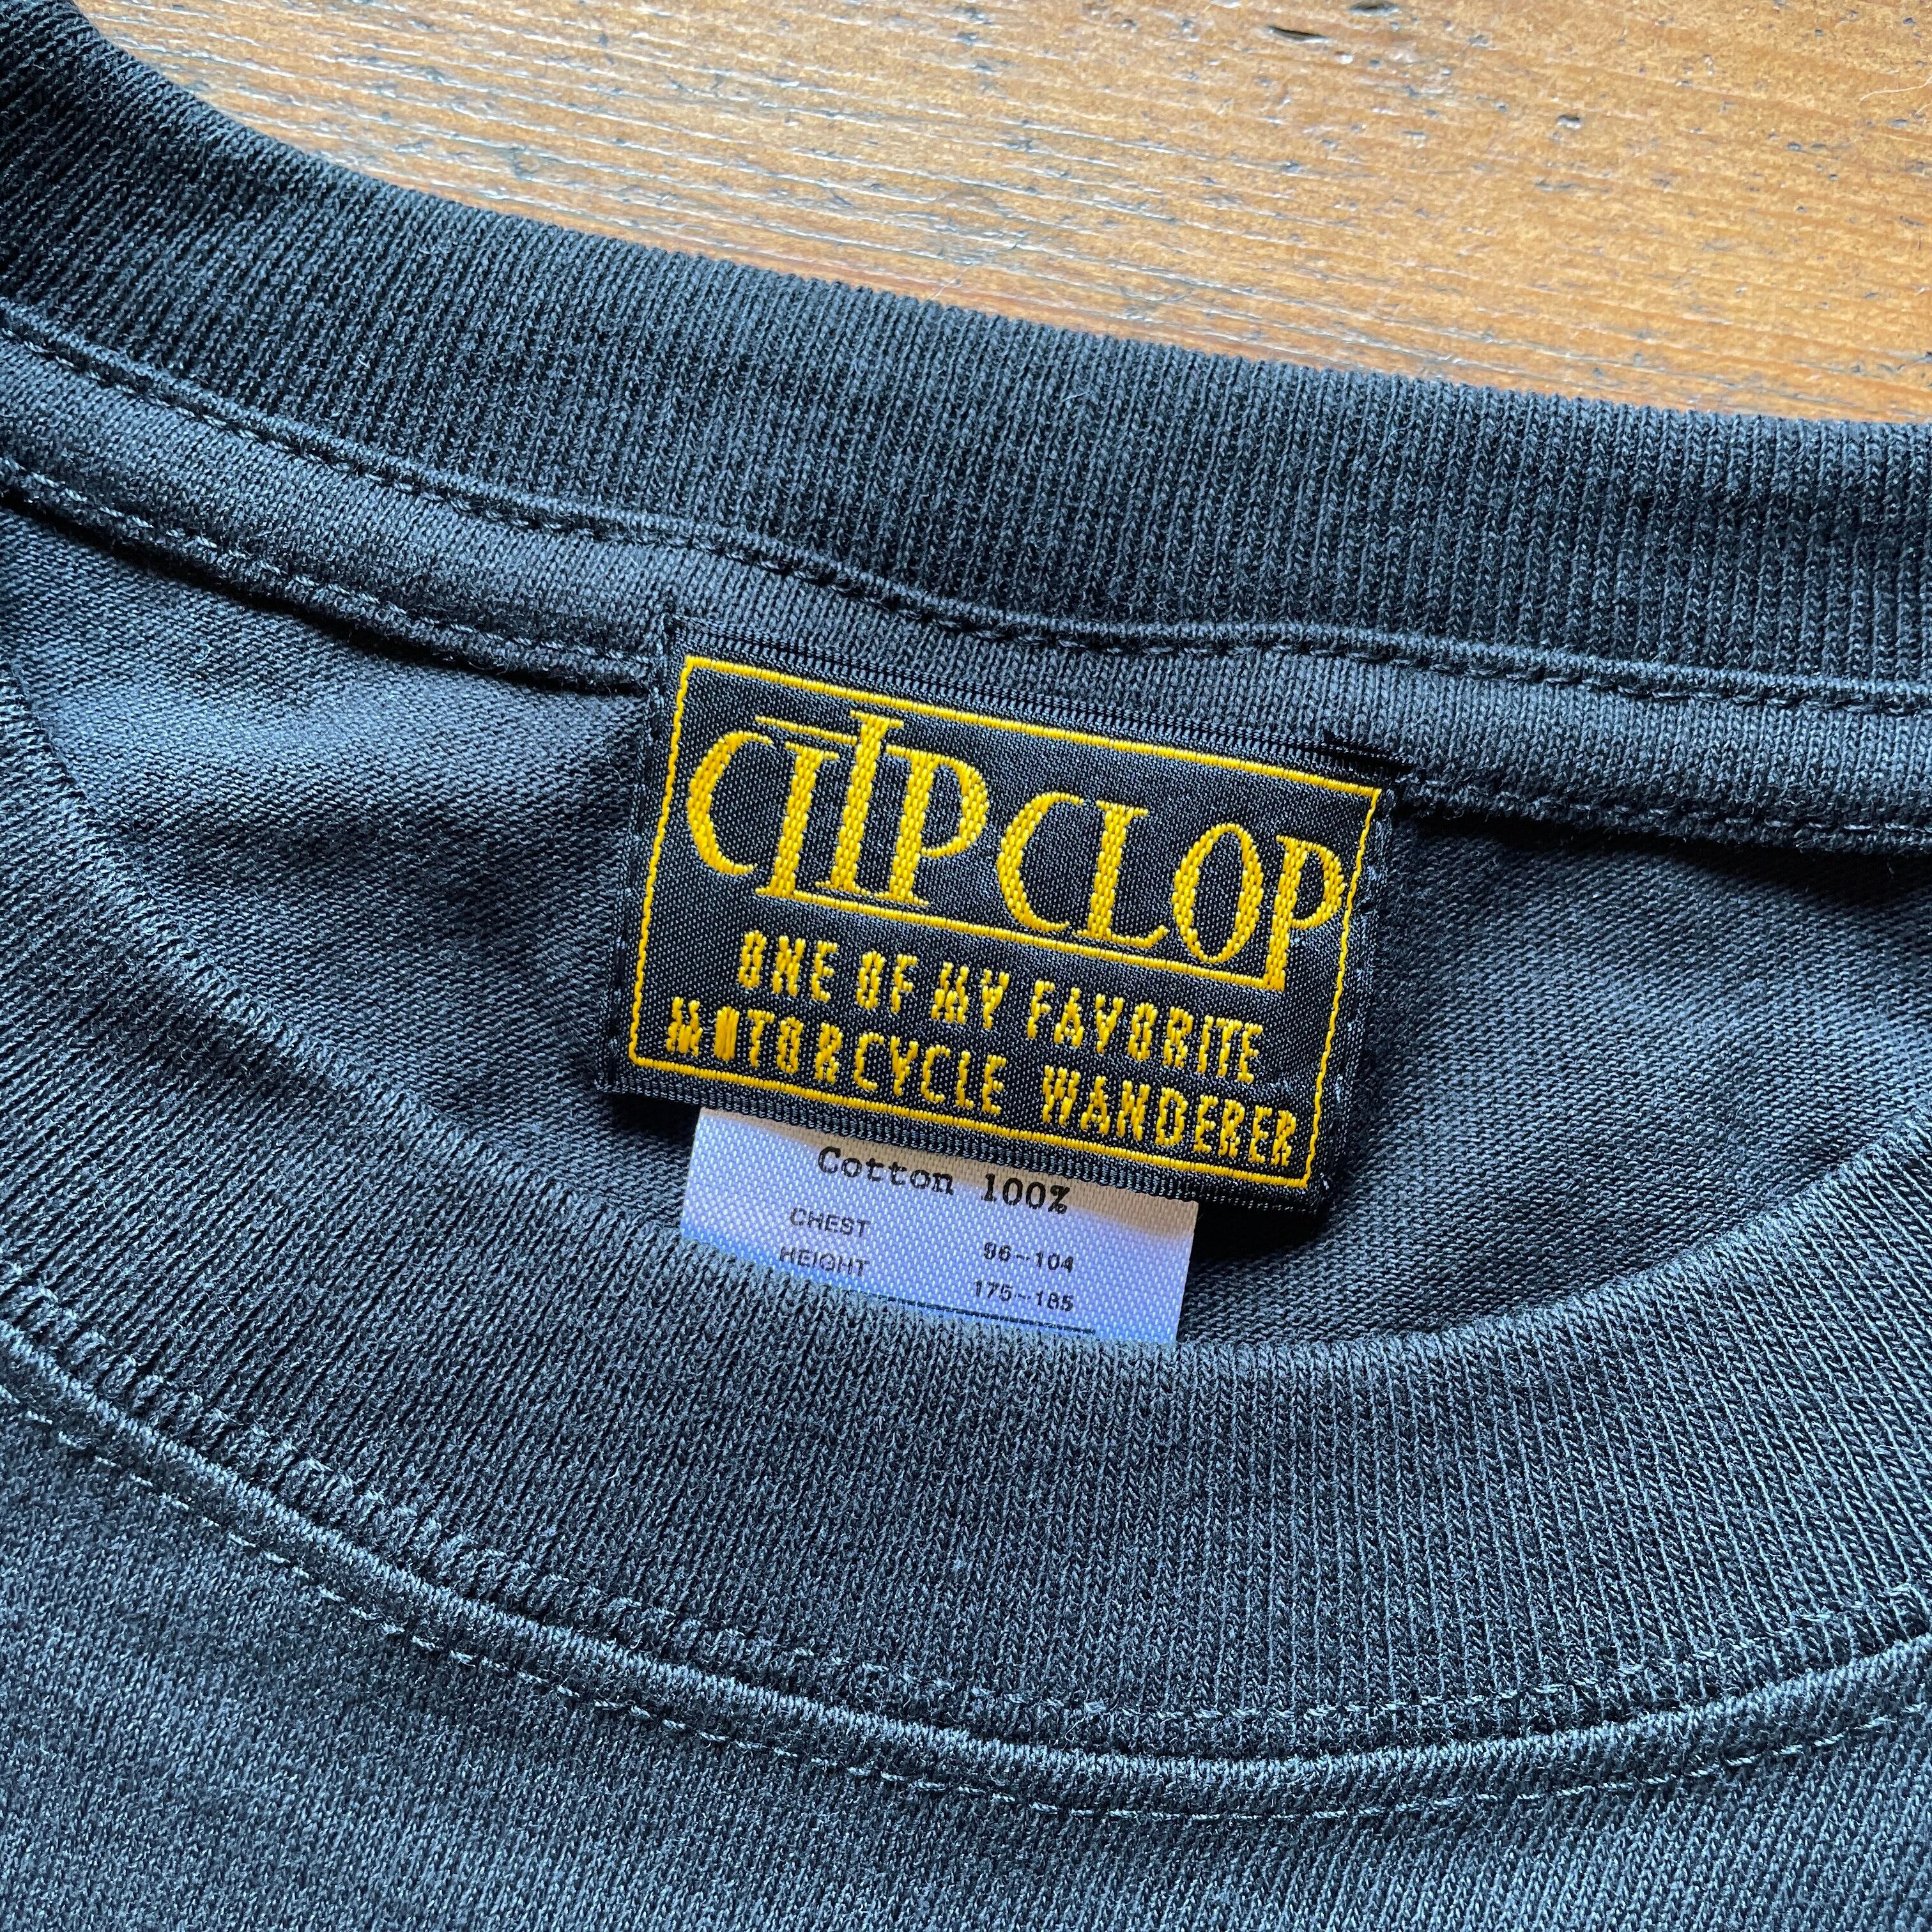 CLIP CLOP
ONE OF MY FAVORITE
MOTORCYCLE WANDERER
Cotton 100%
CHEST 96~104
HEIGHT 175~185